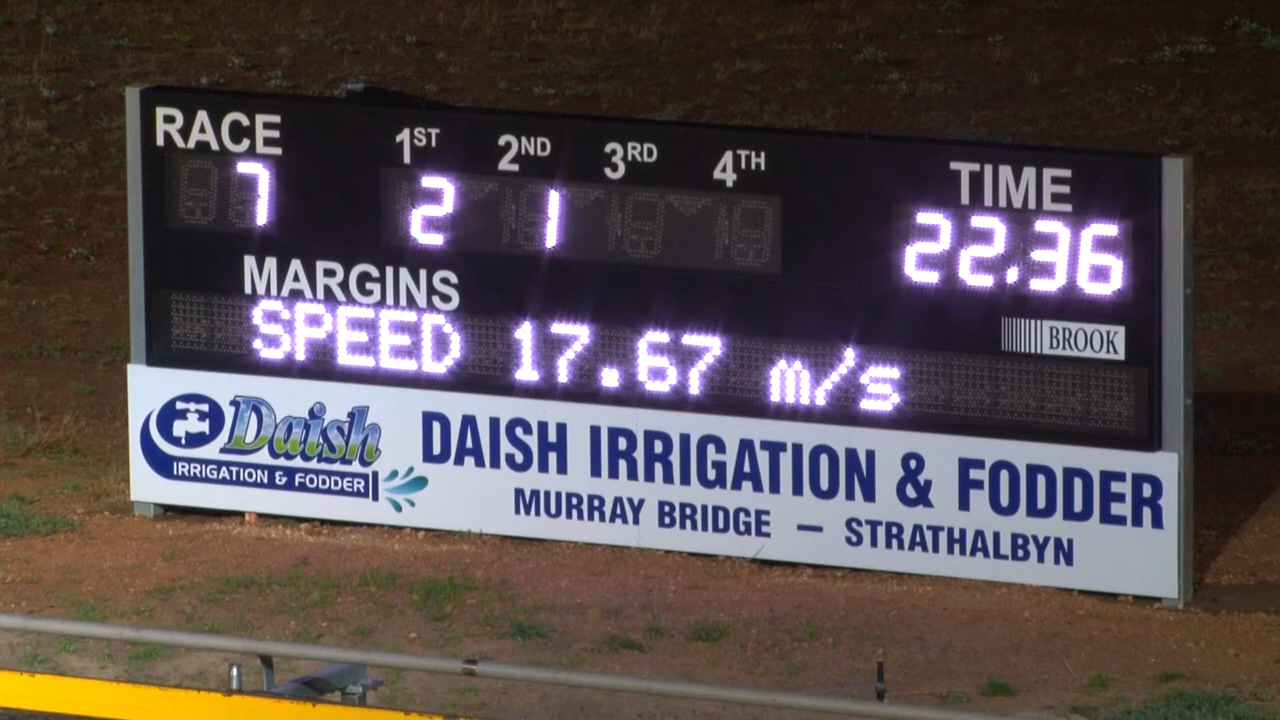 RACE 1ST 2ND 3RD 4TH TIME
7 2 1 22.36
MARGINS
SPEED 17.67 m/s
BROOK
Daish
IRRIGATION & FODDER
DAISH IRRIGATION & FODDER
MURRAY BRIDGE — STRATHALBYN